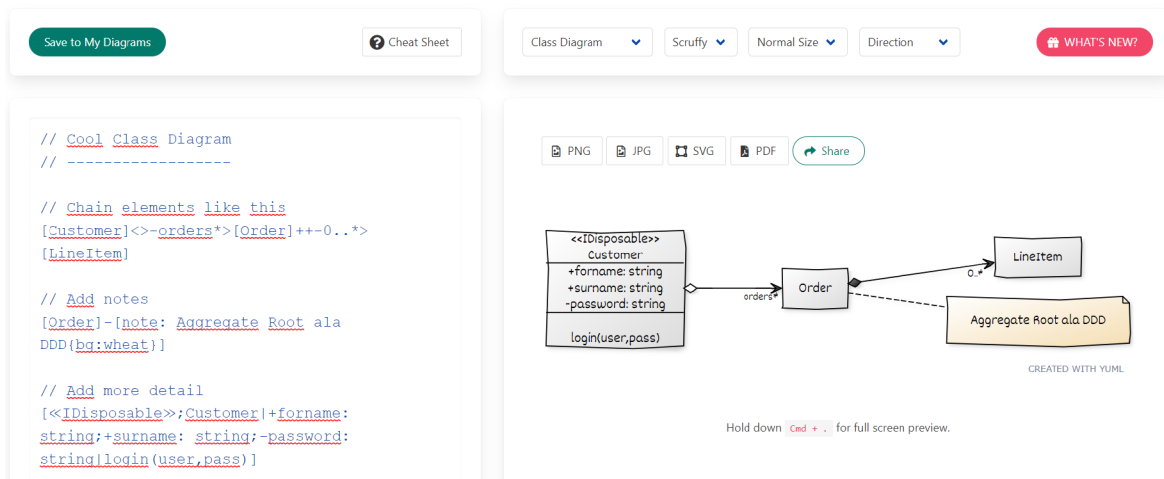 Save to My Diagrams
Cheat Sheet
Class Diagram
Scruffy
Normal Size
Direction
WHAT'S NEW?
// Cool Class Diagram
// ------------------
// Chain elements like this
[Customer]<>-orders*>[Order]++-0..*>
[LineItem]
// Add notes
[Order]-[note: Aggregate Root ala
DDD{bg:wheat}]
// Add more detail
[≪IDisposable≫;Customer|+forname:
string;+surname: string;-password:
string|login(user,pass)]
PNG
JPG
SVG
PDF
Share
<<IDisposable>>
Customer
+forname: string
+surname: string
-password: string
login(user,pass)
orders*
Order
0..*
LineItem
Aggregate Root ala DDD
CREATED WITH YUML
Hold down Cmd + . for full screen preview.